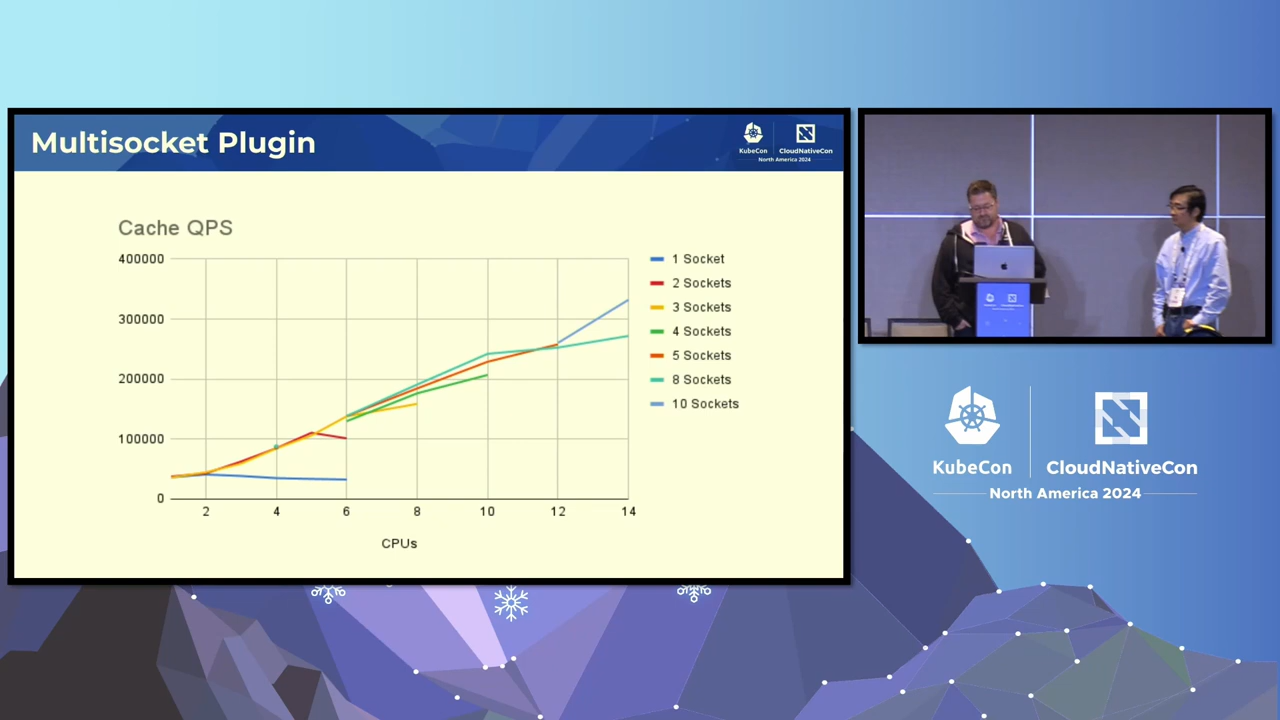 Multisocket Plugin
KubeCon
CloudNativeCon
North America 2024
Cache QPS
400000
300000
200000
100000
0
2 4 6 8 10 12 14
CPUs
1 Socket
2 Sockets
3 Sockets
4 Sockets
5 Sockets
8 Sockets
10 Sockets
KubeCon
CloudNativeCon
North America 2024